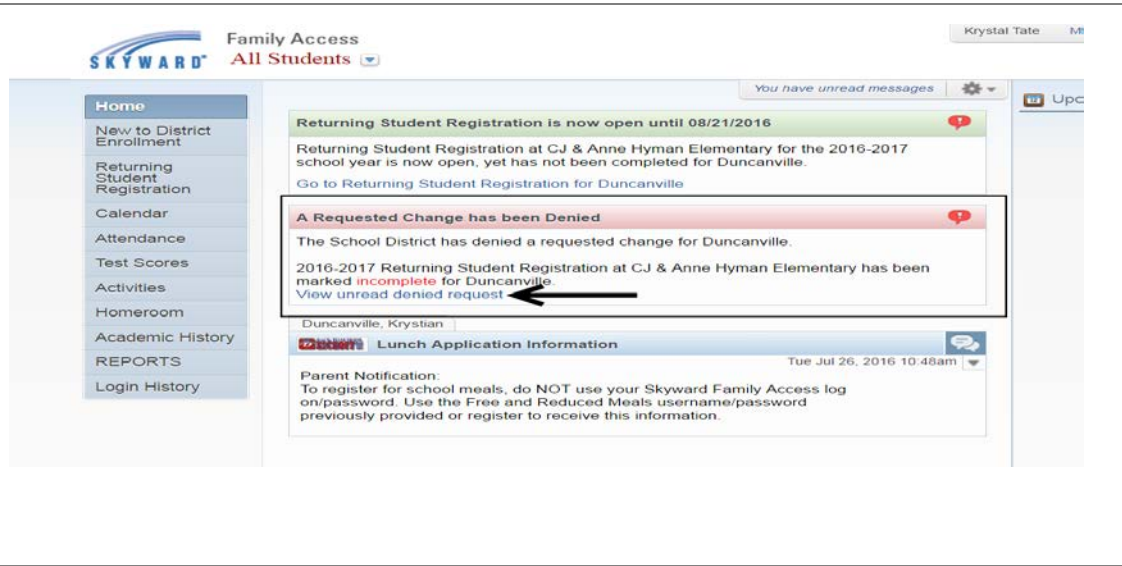 Family Access
SKYWARD®
All Students
Krystal Tate
You have unread messages
Home
New to District
Enrollment
Returning
Student
Registration
Calendar
Attendance
Test Scores
Activities
Homeroom
Academic History
REPORTS
Login History
Returning Student Registration is now open until 08/21/2016
Returning Student Registration at CJ & Anne Hyman Elementary for the 2016-2017
school year is now open, yet has not been completed for Duncanville.
Go to Returning Student Registration for Duncanville
A Requested Change has been Denied
The School District has denied a requested change for Duncanville.
2016-2017 Returning Student Registration at CJ & Anne Hyman Elementary has been
marked incomplete for Duncanville.
View unread denied request
Duncanville, Krystian
Lunch Application Information
Tue Jul 26, 2016 10:48am
Parent Notification:
To register for school meals, do NOT use your Skyward Family Access log
on/password. Use the Free and Reduced Meals username/password
previously provided or register to receive this information.
Upc